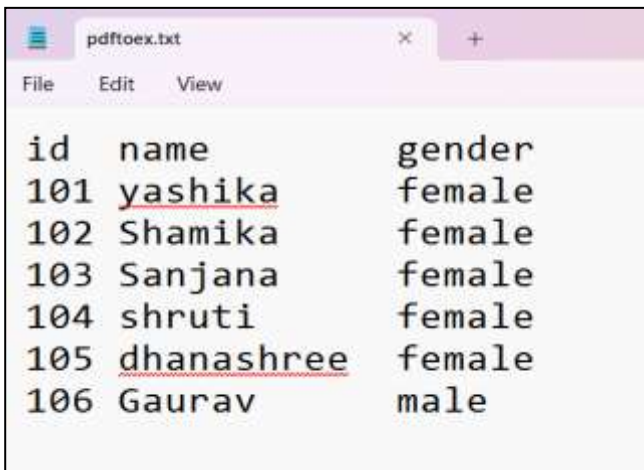 pdftoex.txt
File Edit View
id name gender
101 yashika female
102 Shamika female
103 Sanjana female
104 shruti female
105 dhanashree female
106 Gaurav male